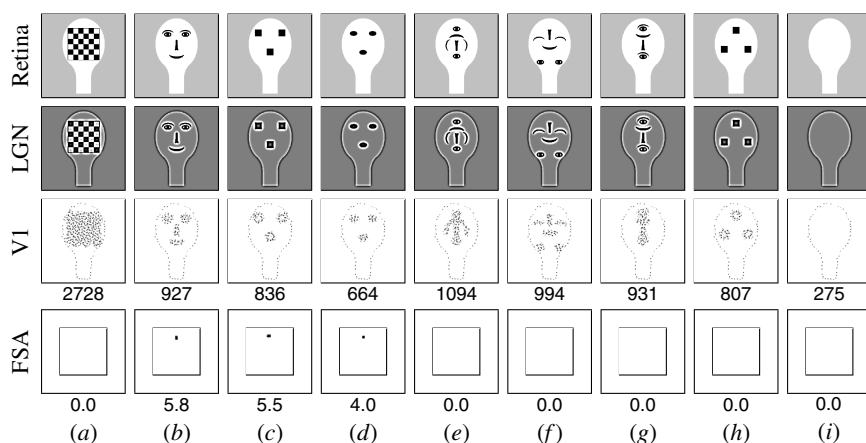 Retina
LGN
V1
2728 927 836 664 1094 994 931 807 275
FSA
0.0 5.8 5.5 4.0 0.0 0.0 0.0 0.0 0.0
(a) (b) (c) (d) (e) (f) (g) (h) (i)